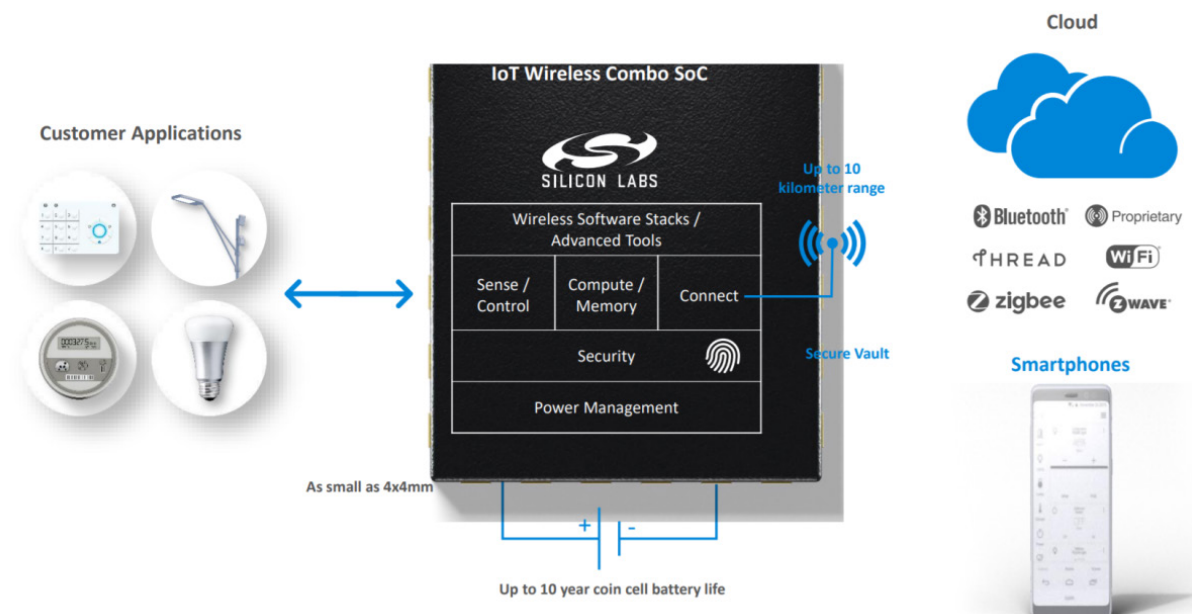 Cloud
IoT Wireless Combo SoC
Customer Applications
SILICON LABS
Up to 10
kilometer range
Wireless Software Stacks /
Advanced Tools
Sense /
Control
Compute /
Memory
Connect
Security
Secure Vault
Power Management
As small as 4x4mm
+ -
Up to 10 year coin cell battery life
Bluetooth
Proprietary
THREAD
Wi Fi
zigbee
Z WAVE
Smartphones